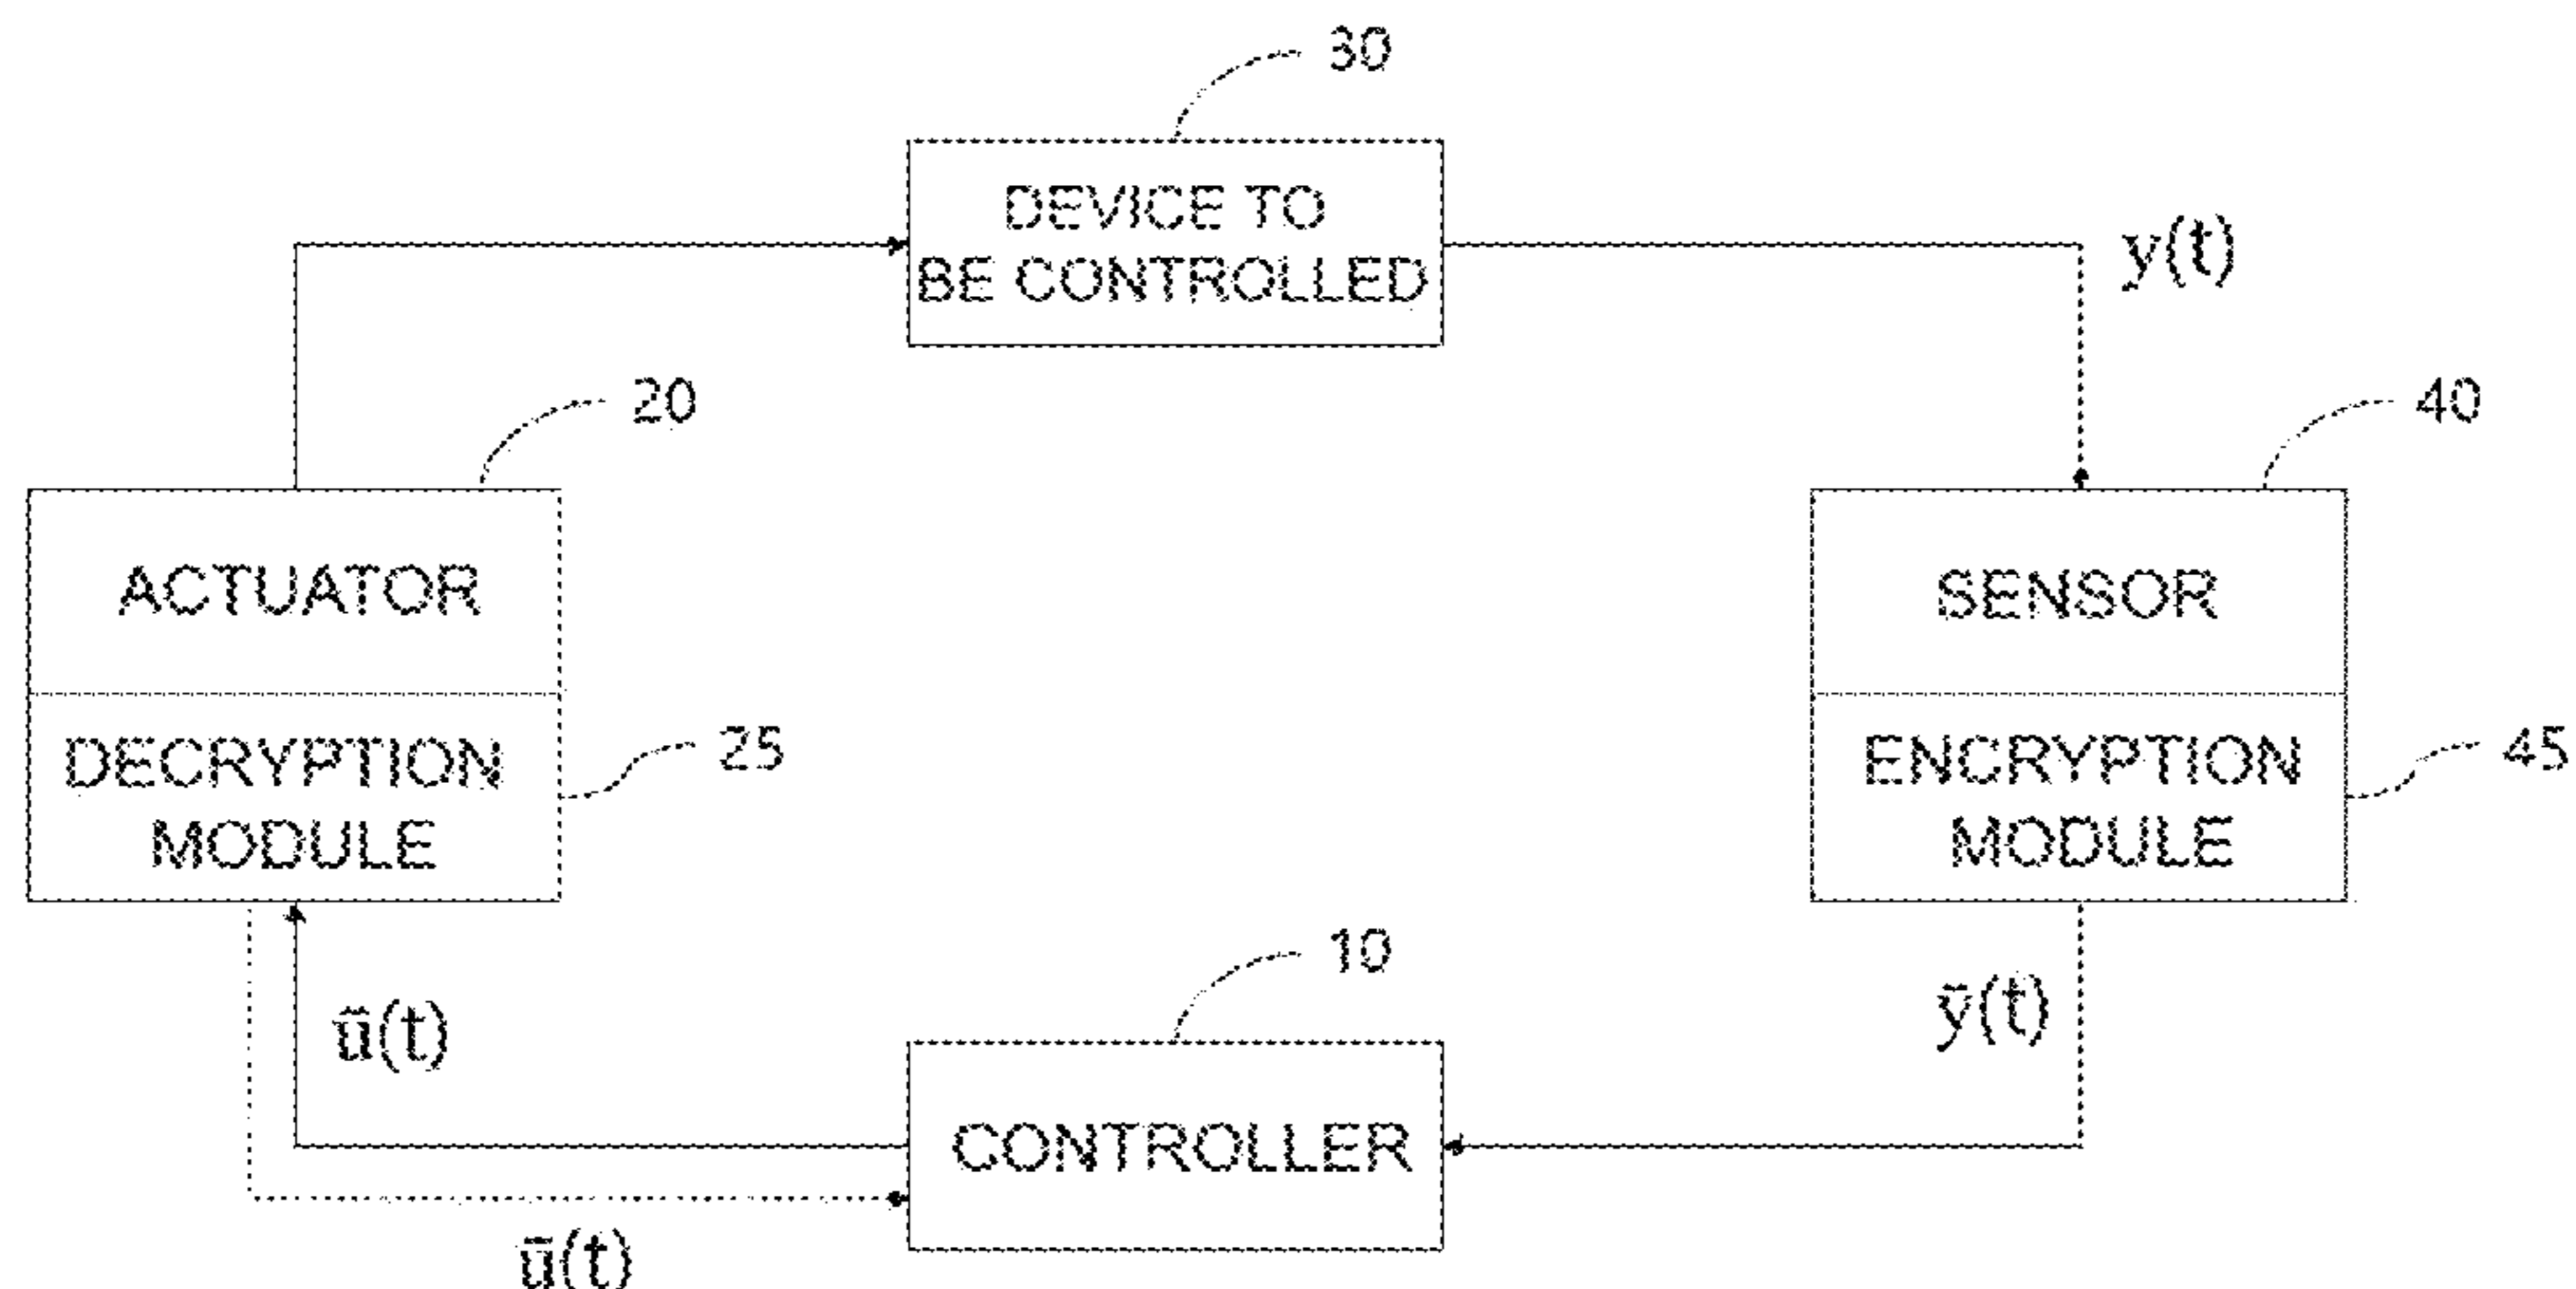 30
DEVICE TO
BE CONTROLLED
y(t)
20
40
ACTUATOR
SENSOR
DECRYPTION
MODULE
25
ENCRYPTION
MODULE
45
10
ū(t)
ȳ(t)
CONTROLLER
ū(t)